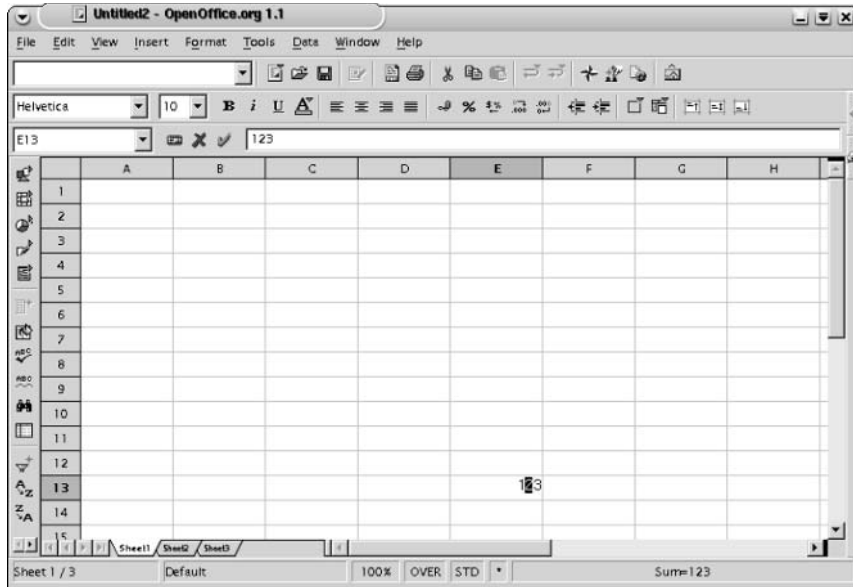 Untitled2 - OpenOffice.org 1.1
File Edit View Insert Format Tools Data Window Help
Helvetica 10 B i U A
E13 123
A B C D E F G H
1
2
3
4
5
6
7
8
9
10
11
12
13 123
14
15
Sheet1 Sheet2 Sheet3
Sheet 1 / 3 Default 100% OVER STD * Sum=123